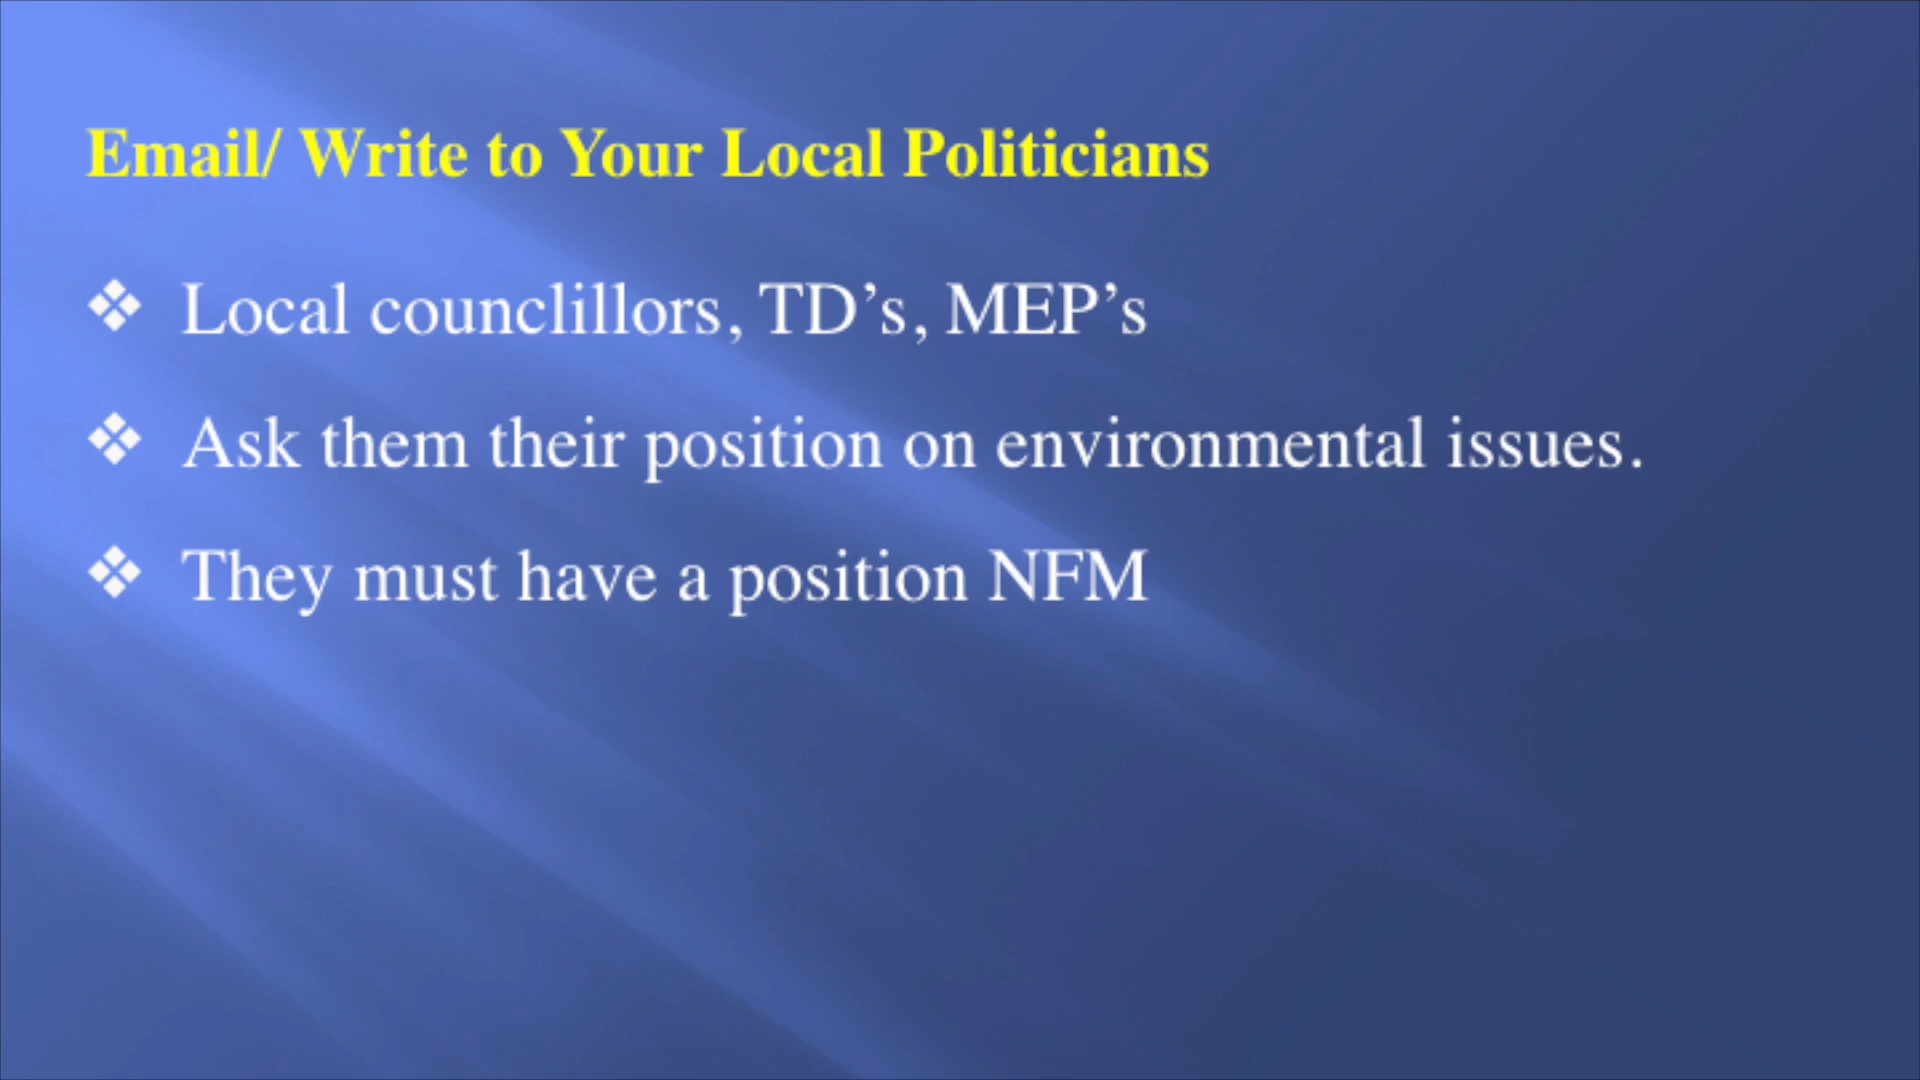 Email/ Write to Your Local Politicians
❖ Local counclillors, TD’s, MEP’s
❖ Ask them their position on environmental issues.
❖ They must have a position NFM